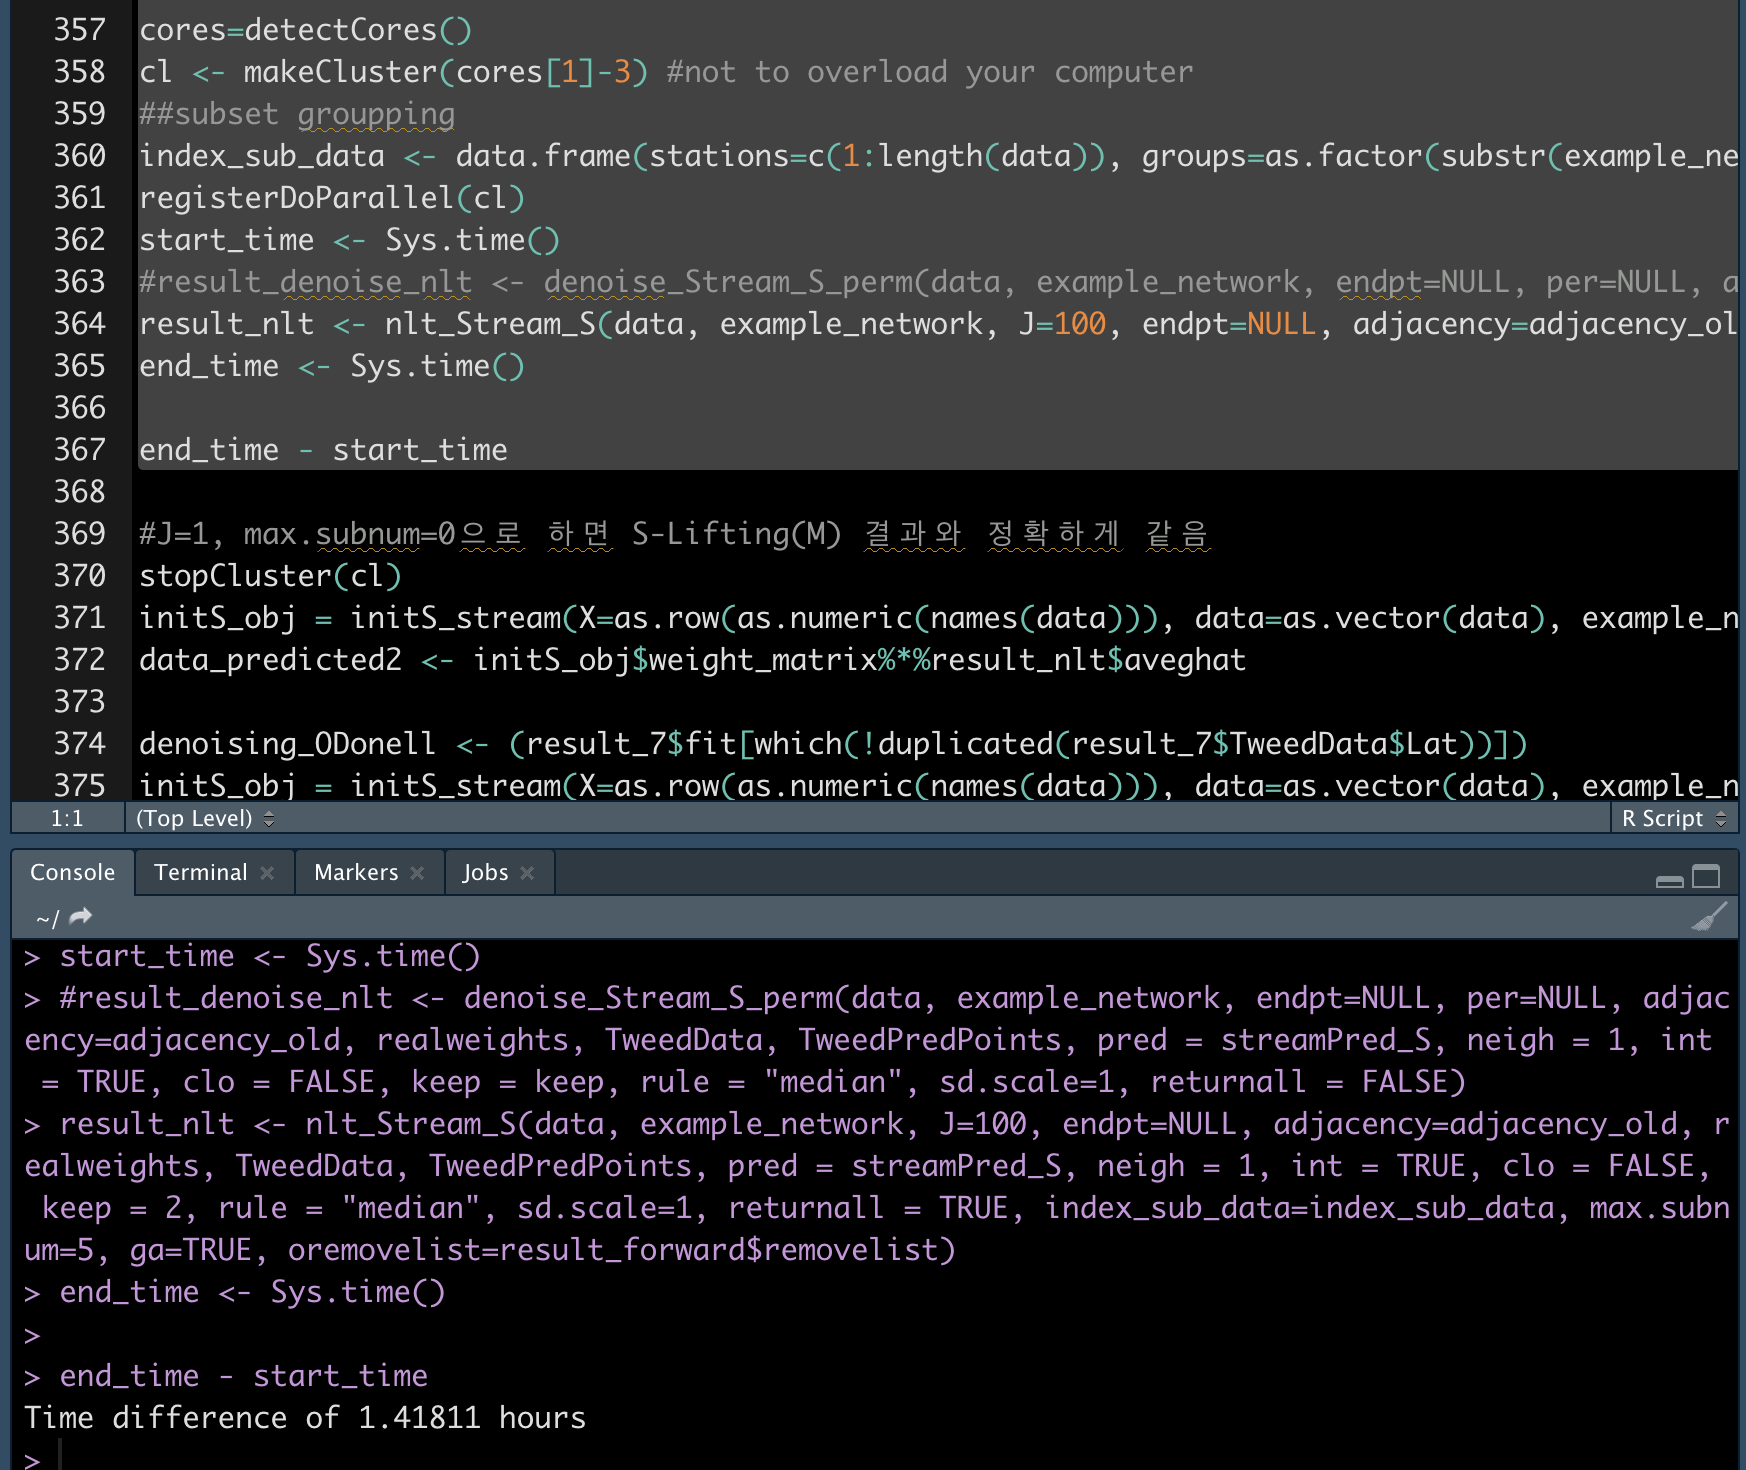 357 cores=detectCores()
358 cl <- makeCluster(cores[1]-3) #not to overload your computer
359 ##subset groupping
360 index_sub_data <- data.frame(stations=c(1:length(data)), groups=as.factor(substr(example_ne
361 registerDoParallel(cl)
362 start_time <- Sys.time()
363 #result_denoise_nlt <- denoise_Stream_S_perm(data, example_network, endpt=NULL, per=NULL, a
364 result_nlt <- nlt_Stream_S(data, example_network, J=100, endpt=NULL, adjacency=adjacency_ol
365 end_time <- Sys.time()
366
367 end_time - start_time
368
369 #J=1, max.subnum=0으로 하면 S-Lifting(M) 결과와 정확하게 같음
370 stopCluster(cl)
371 initS_obj = initS_stream(X=as.row(as.numeric(names(data))), data=as.vector(data), example_n
372 data_predicted2 <- initS_obj$weight_matrix%*%result_nlt$aveghat
373
374 denoising_ODonell <- (result_7$fit[which(!duplicated(result_7$TweedData$Lat))])
375 initS_obj = initS_stream(X=as.row(as.numeric(names(data))), data=as.vector(data), example_n
1:1 (Top Level) R Script
Console Terminal Markers Jobs
~/
> start_time <- Sys.time()
> #result_denoise_nlt <- denoise_Stream_S_perm(data, example_network, endpt=NULL, per=NULL, adjac
ency=adjacency_old, realweights, TweedData, TweedPredPoints, pred = streamPred_S, neigh = 1, int
 = TRUE, clo = FALSE, keep = keep, rule = "median", sd.scale=1, returnall = FALSE)
> result_nlt <- nlt_Stream_S(data, example_network, J=100, endpt=NULL, adjacency=adjacency_old, r
ealweights, TweedData, TweedPredPoints, pred = streamPred_S, neigh = 1, int = TRUE, clo = FALSE,
 keep = 2, rule = "median", sd.scale=1, returnall = TRUE, index_sub_data=index_sub_data, max.subn
um=5, ga=TRUE, oremovelist=result_forward$removelist)
> end_time <- Sys.time()
>
> end_time - start_time
Time difference of 1.41811 hours
>